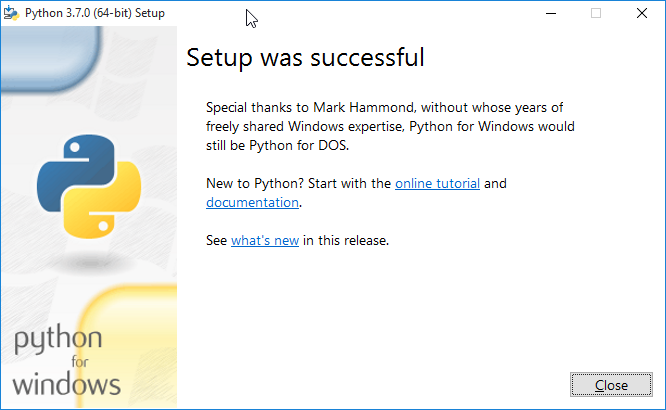 Python 3.7.0 (64-bit) Setup
Setup was successful
Special thanks to Mark Hammond, without whose years of
freely shared Windows expertise, Python for Windows would
still be Python for DOS.
New to Python? Start with the online tutorial and
documentation.
See what's new in this release.
python
for
windows
Close